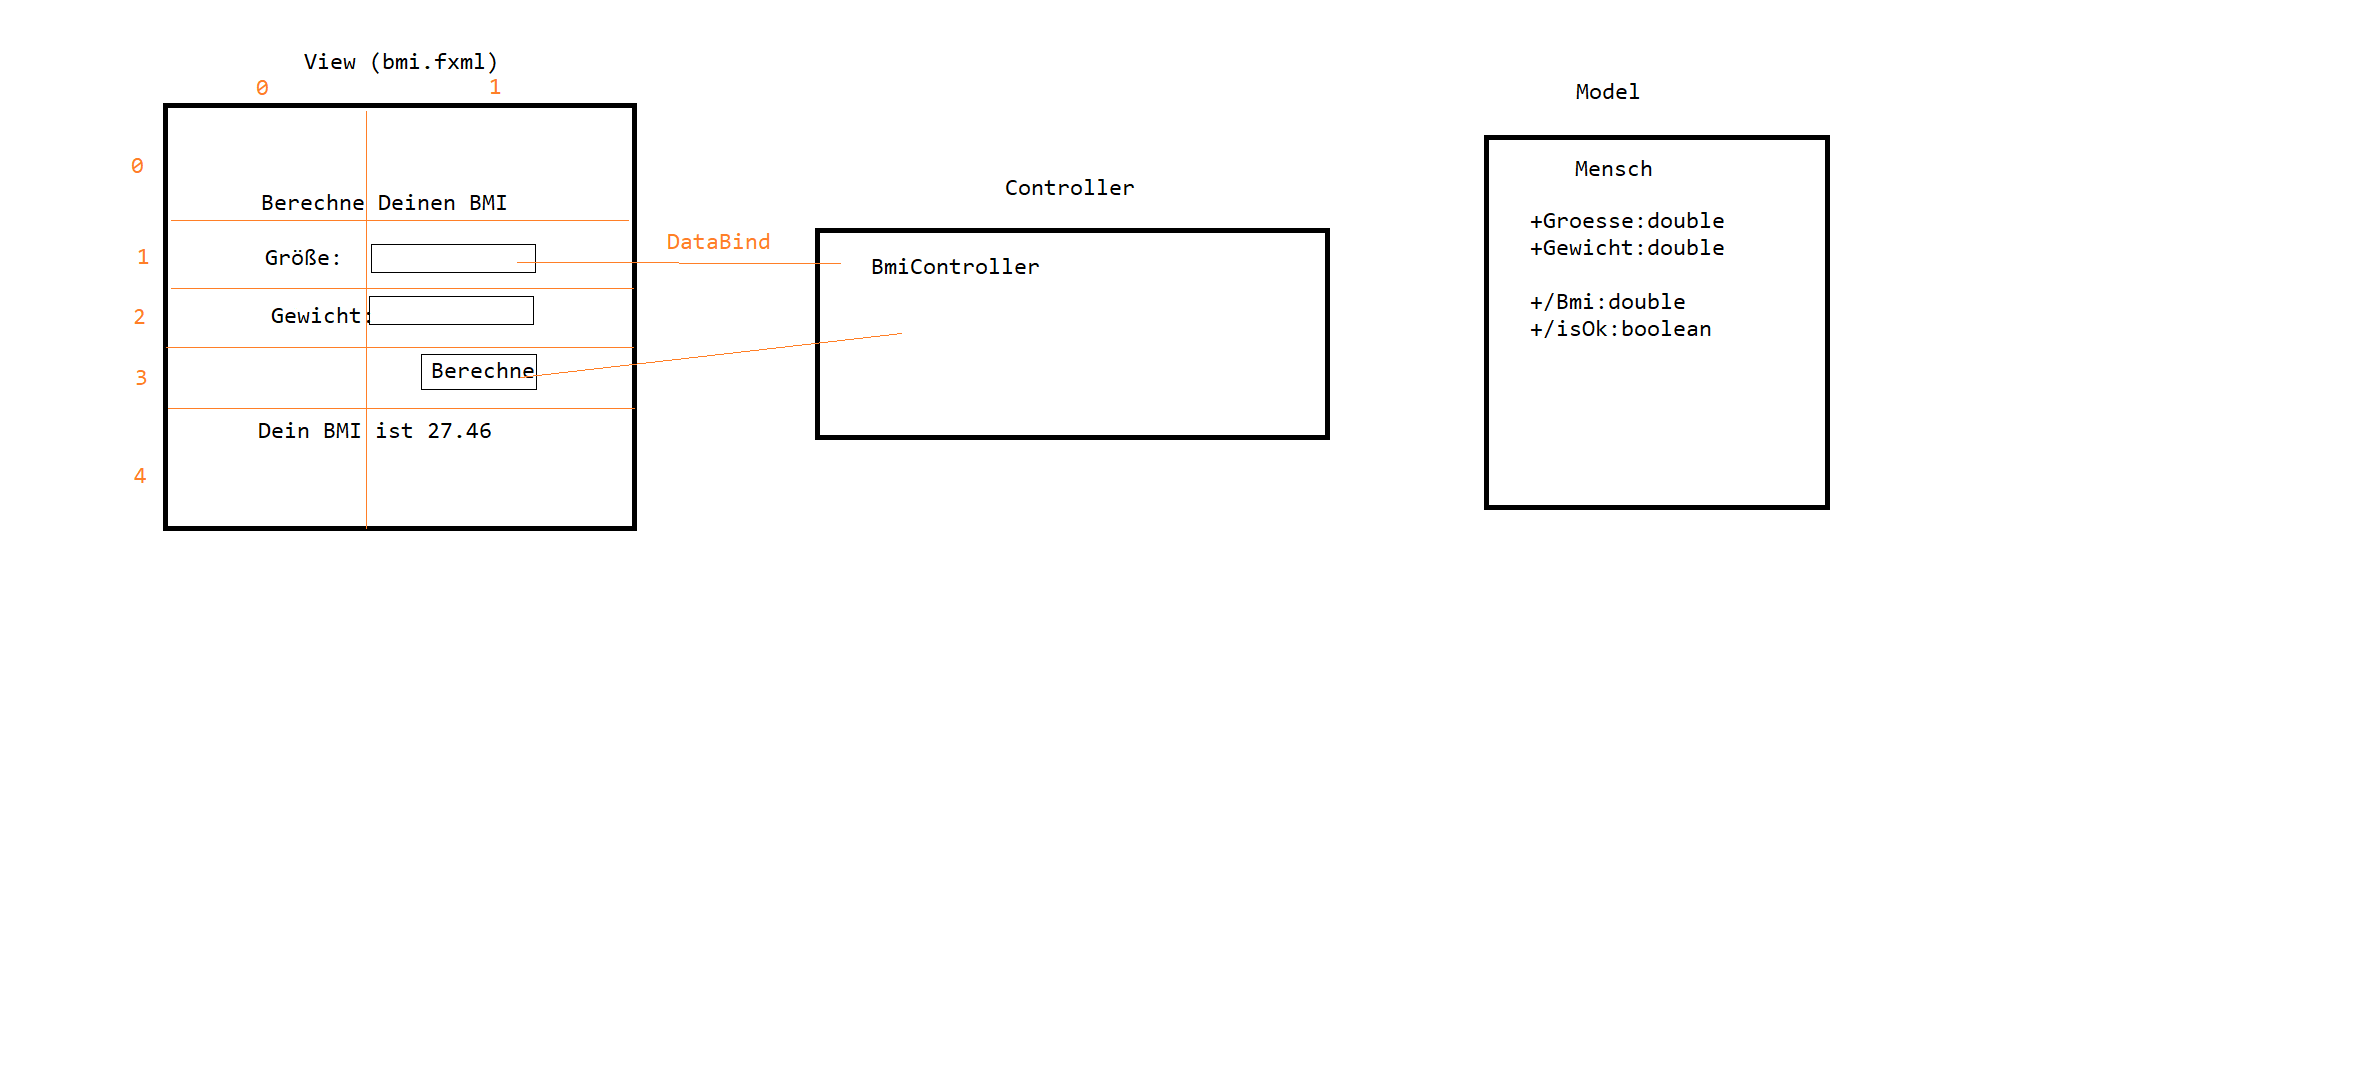 View (bmi.fxml)
0 1
0
Berechne Deinen BMI
1 Größe:
2 Gewicht:
3 Berechne
Dein BMI ist 27.46
4
DataBind
Controller
BmiController
Model
Mensch
+Groesse:double
+Gewicht:double
+/Bmi:double
+/isOk:boolean